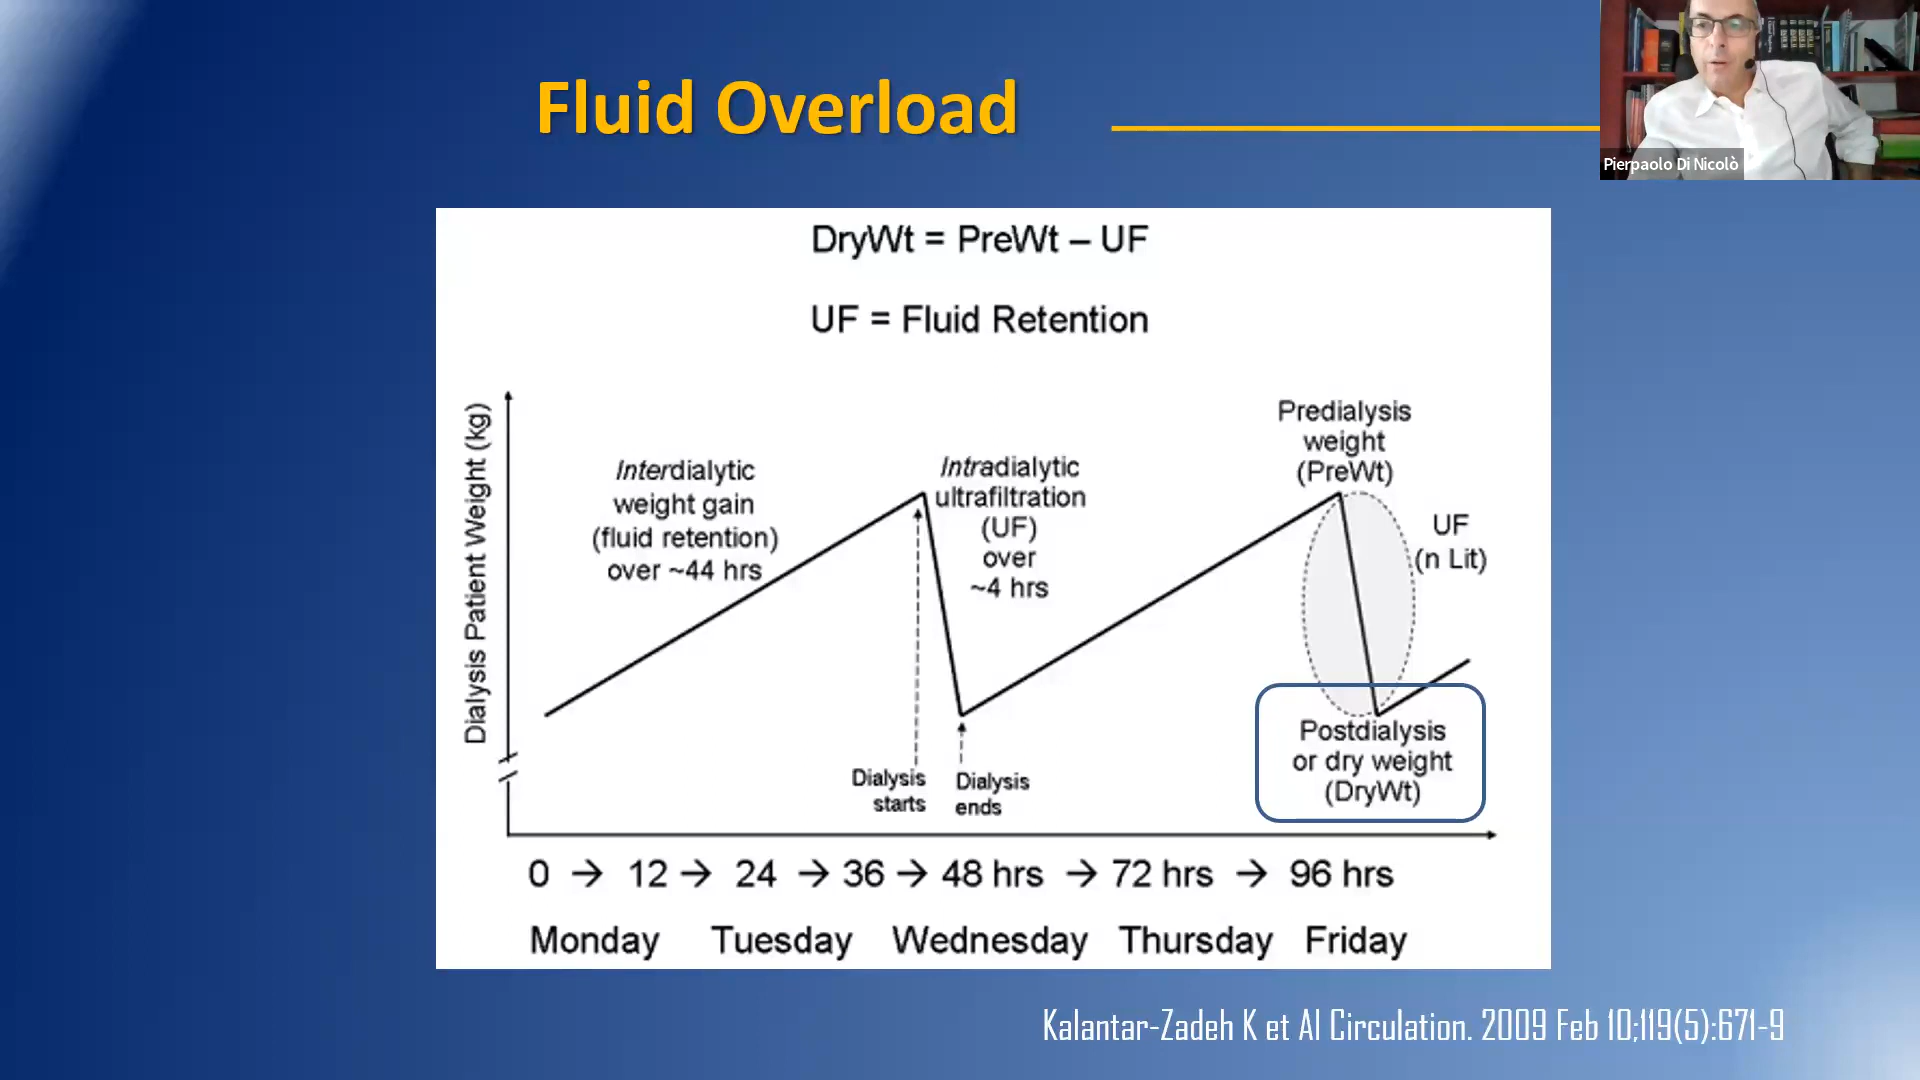 Fluid Overload
Pierpaolo Di Nicolò
DryWt = PreWt – UF
UF = Fluid Retention
Dialysis Patient Weight (kg)
Interdialytic
weight gain
(fluid retention)
over ~44 hrs
Intradialytic
ultrafiltration
(UF)
over
~4 hrs
Predialysis
weight
(PreWt)
UF
(n Lit)
Dialysis
starts
Dialysis
ends
Postdialysis
or dry weight
(DryWt)
0 → 12 → 24 → 36 → 48 hrs → 72 hrs → 96 hrs
Monday Tuesday Wednesday Thursday Friday
Kalantar-Zadeh K et Al Circulation. 2009 Feb 10;119(5):671-9